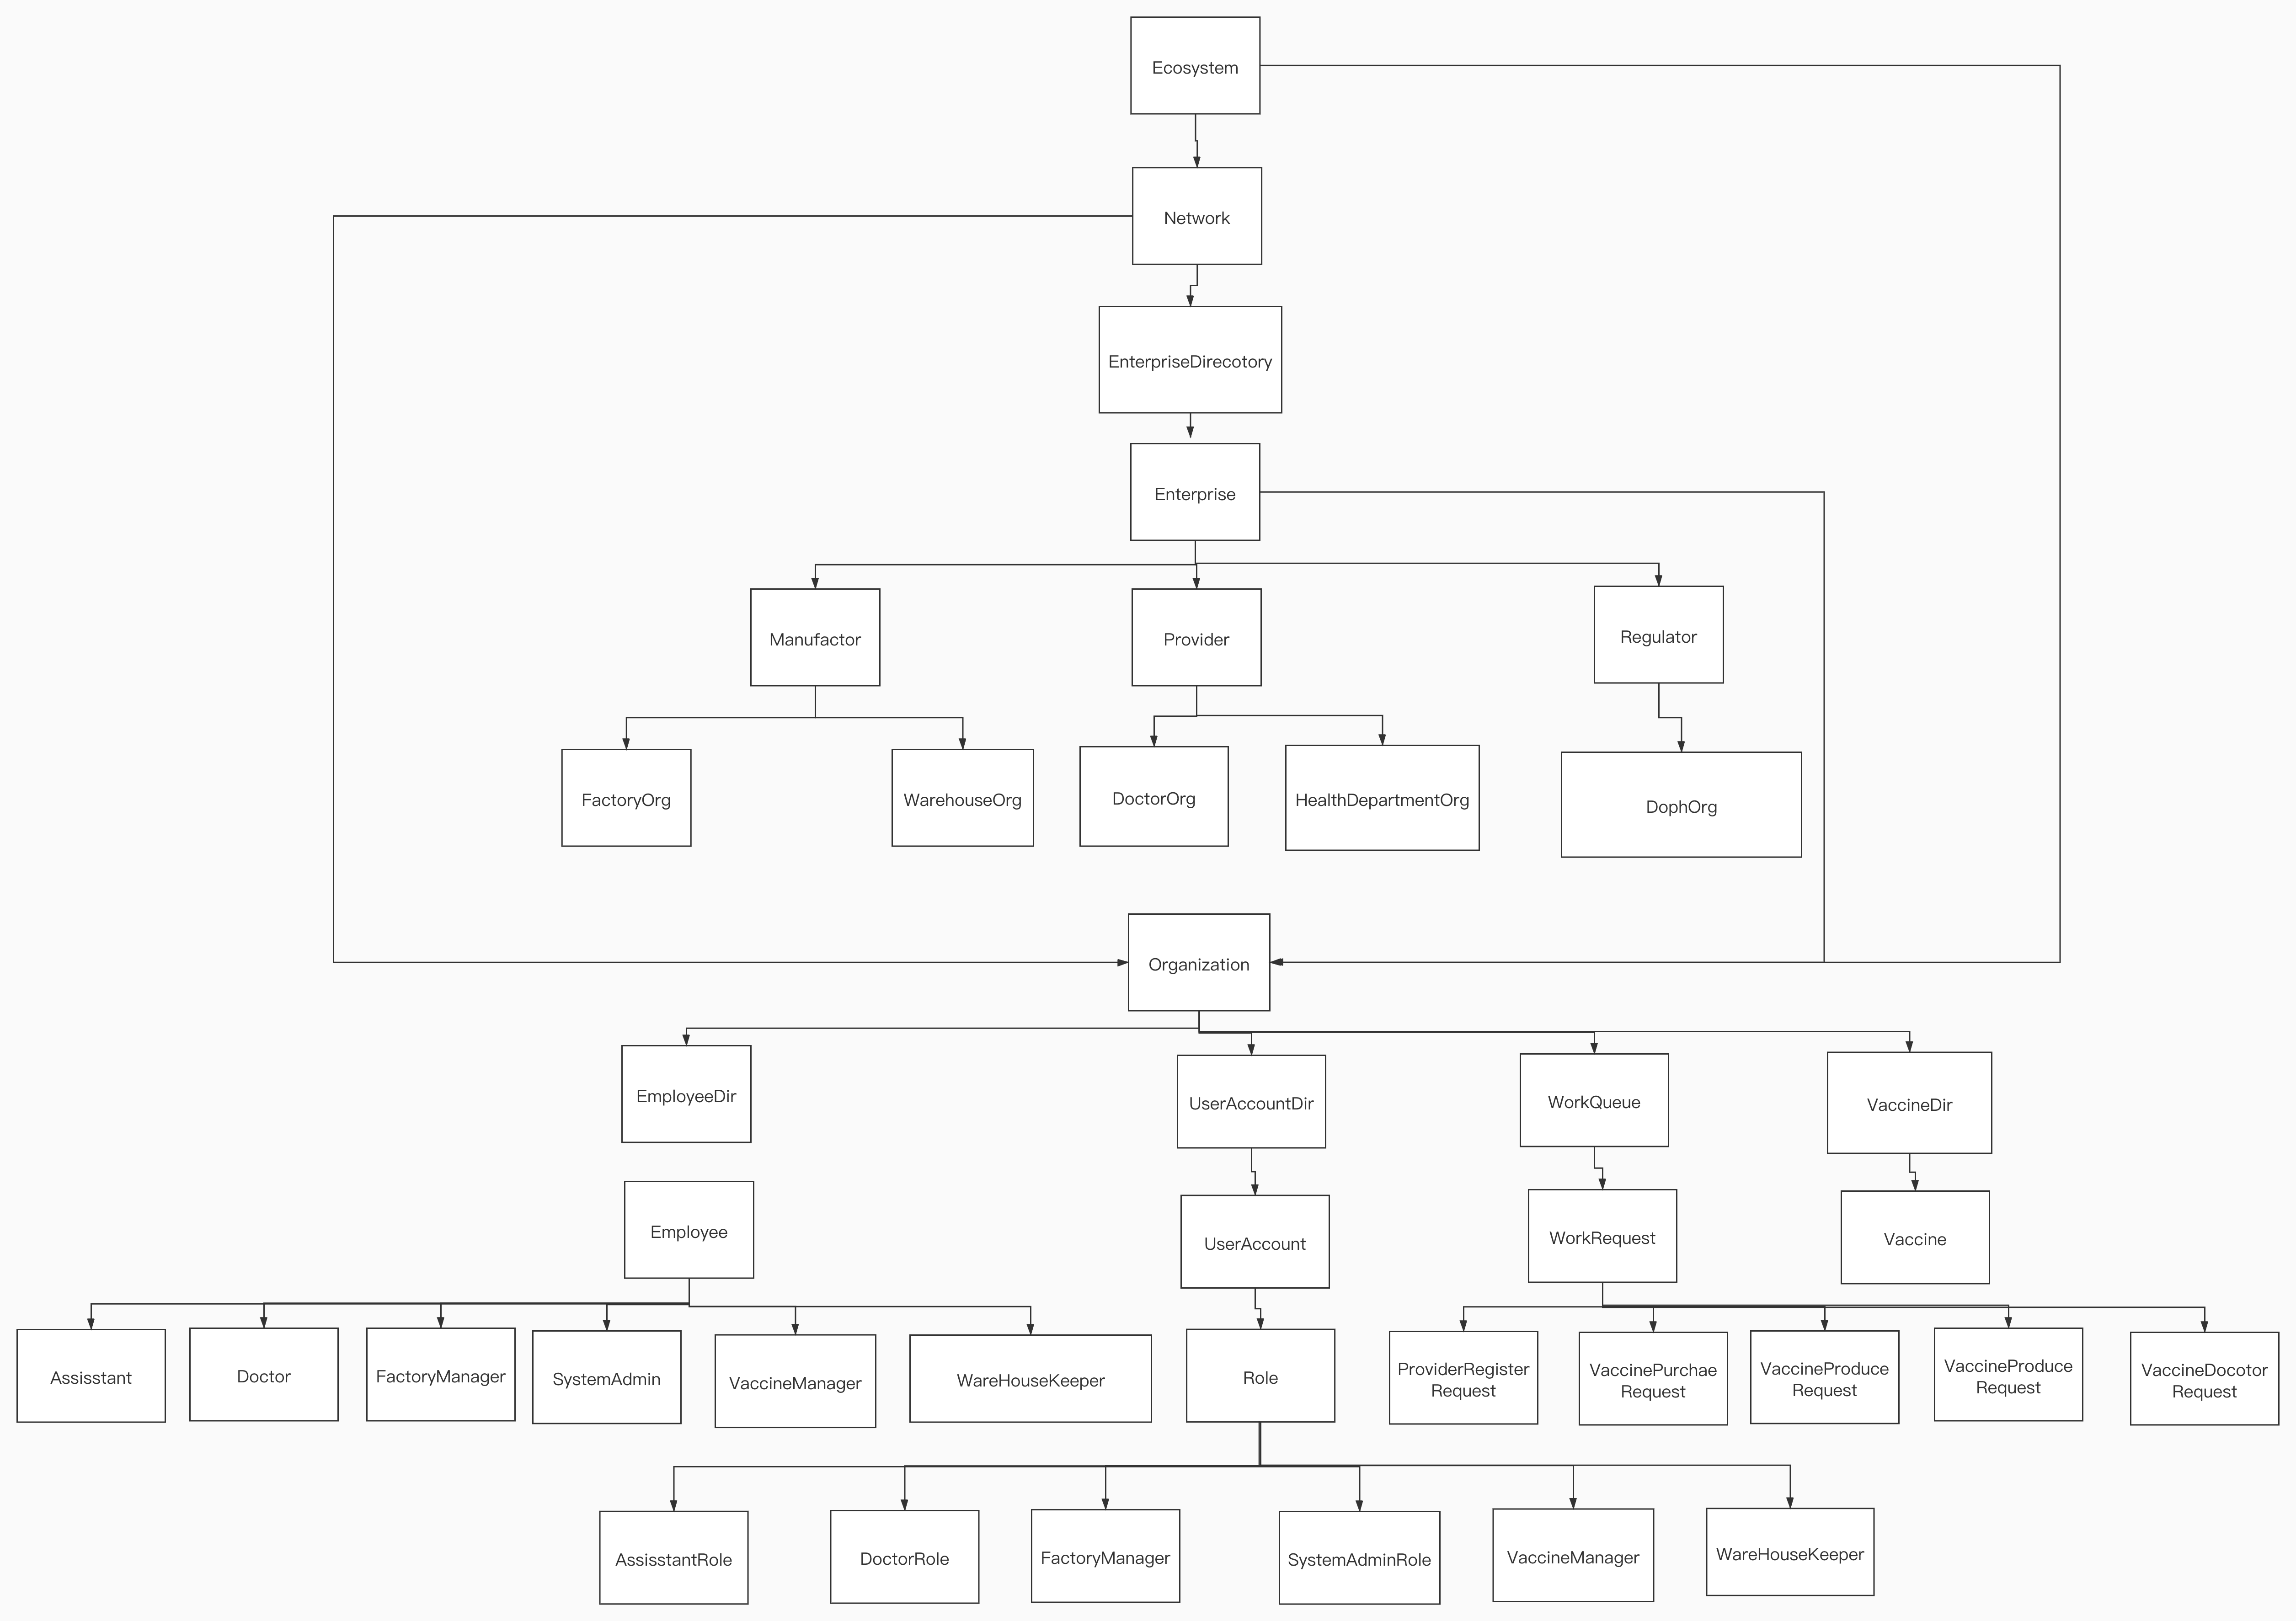 Ecosystem
Network
EnterpriseDirecotory
Enterprise
Manufactor
Provider
Regulator
FactoryOrg
WarehouseOrg
DoctorOrg
HealthDepartmentOrg
DophOrg
Organization
EmployeeDir
UserAccountDir
WorkQueue
VaccineDir
Employee
UserAccount
WorkRequest
Vaccine
Assisstant
Doctor
FactoryManager
SystemAdmin
VaccineManager
WareHouseKeeper
Role
ProviderRegister
Request
VaccinePurchae
Request
VaccineProduce
Request
VaccineProduce
Request
VaccineDocotor
Request
AssisstantRole
DoctorRole
FactoryManager
SystemAdminRole
VaccineManager
WareHouseKeeper